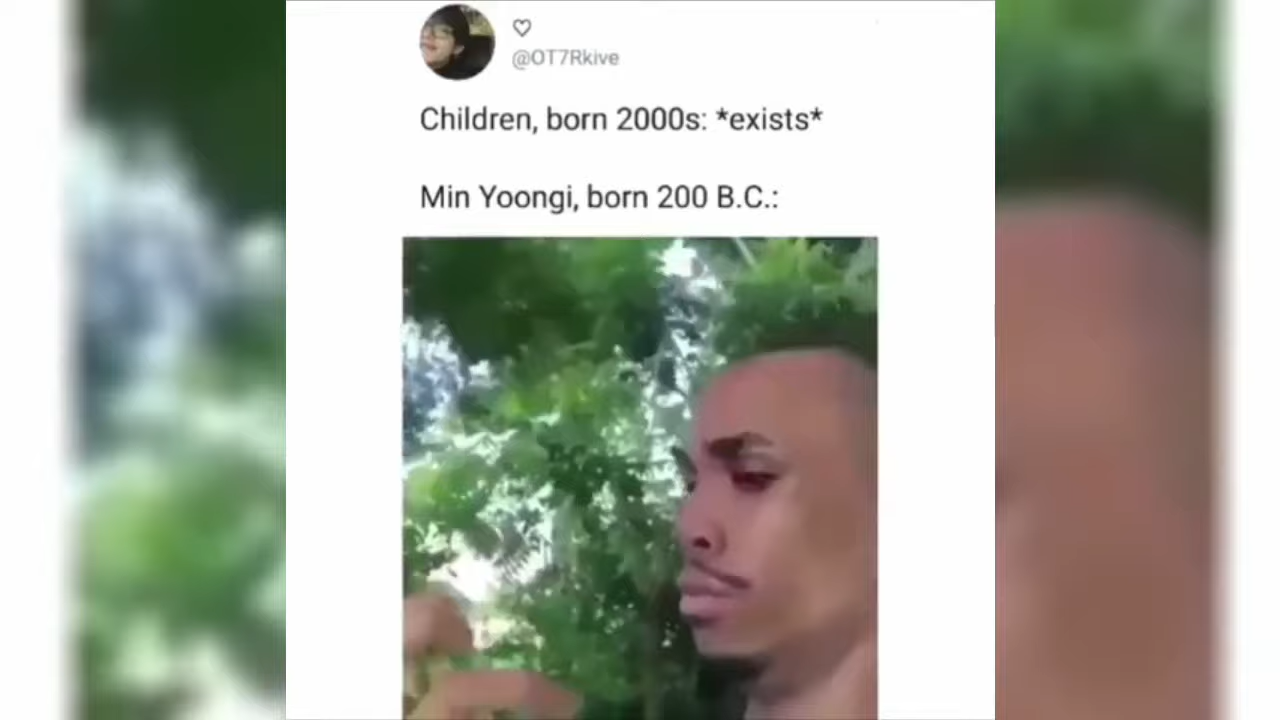 ♡
@OT7Rkive
Children, born 2000s: *exists*
Min Yoongi, born 200 B.C.: